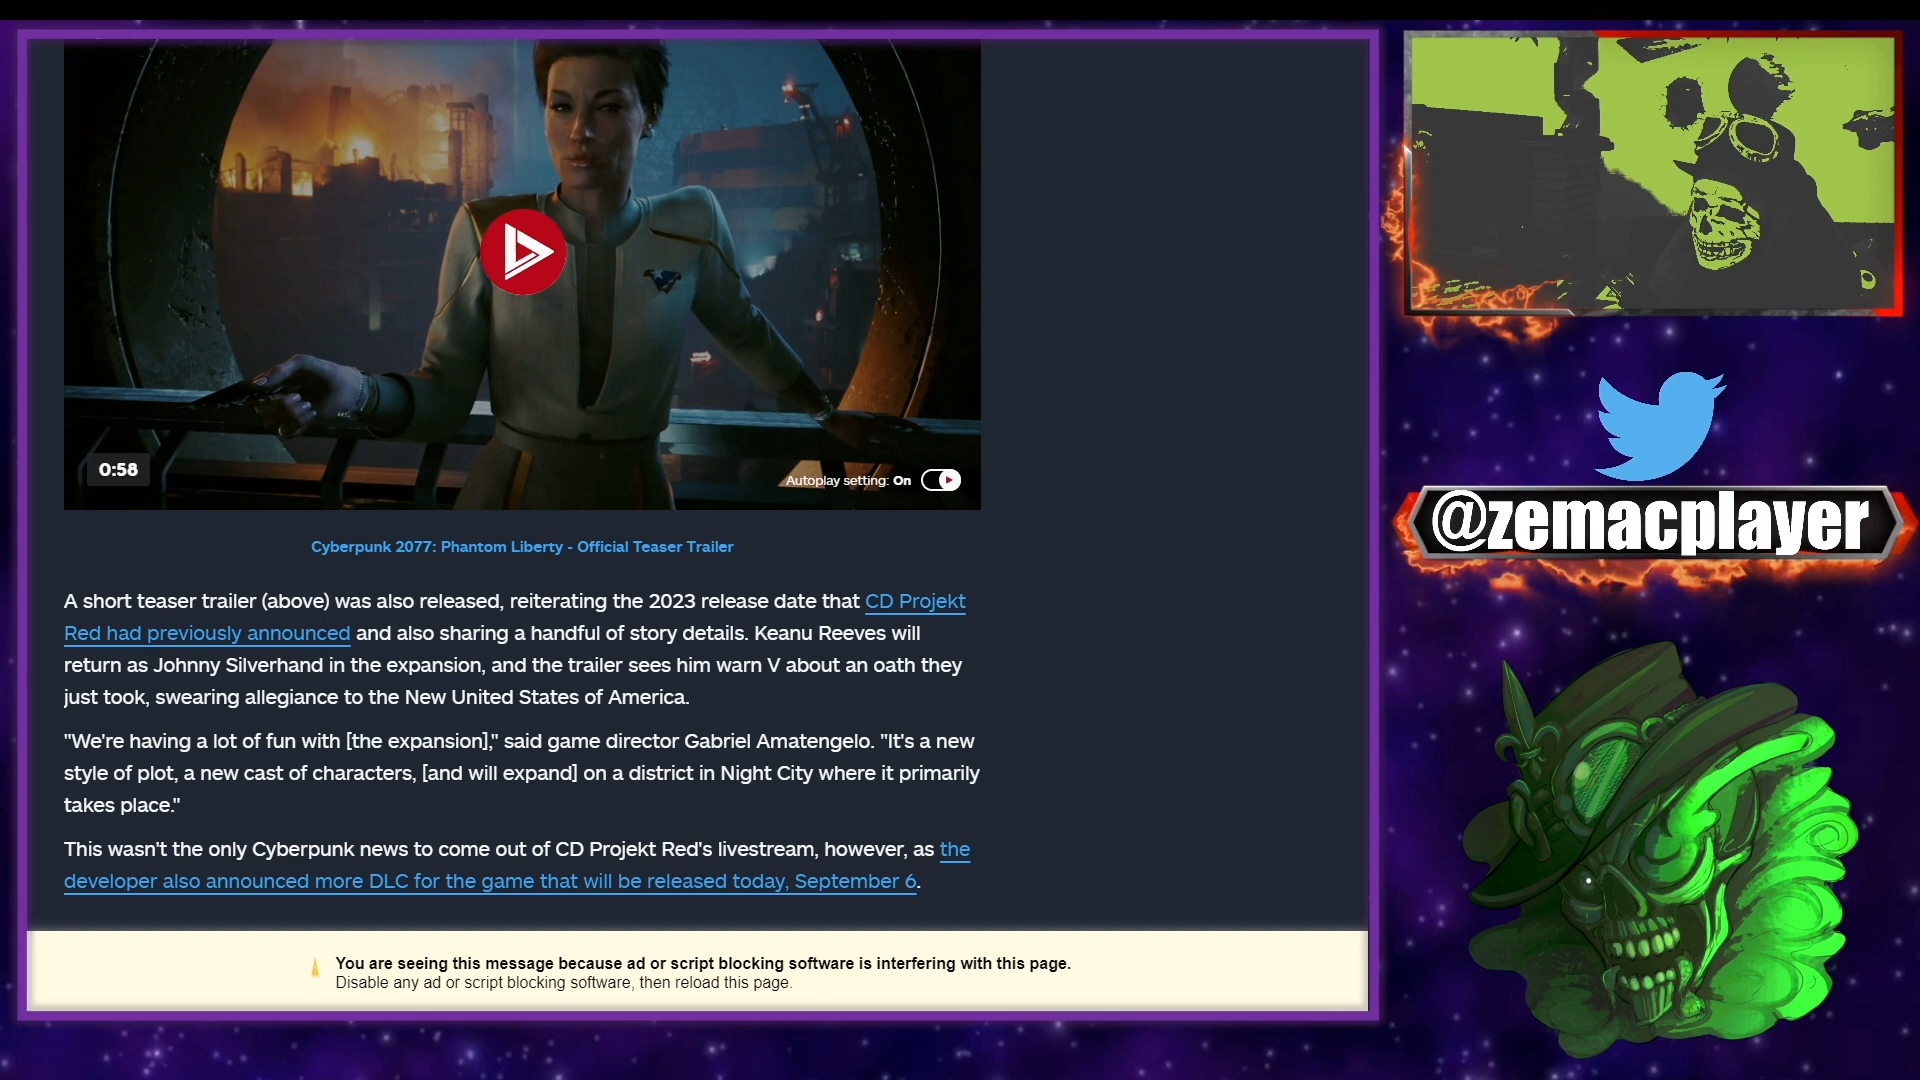 0:58
Autoplay setting: On
Cyberpunk 2077: Phantom Liberty - Official Teaser Trailer
A short teaser trailer (above) was also released, reiterating the 2023 release date that CD Projekt
Red had previously announced and also sharing a handful of story details. Keanu Reeves will
return as Johnny Silverhand in the expansion, and the trailer sees him warn V about an oath they
just took, swearing allegiance to the New United States of America.
"We're having a lot of fun with [the expansion]," said game director Gabriel Amatengelo. "It's a new
style of plot, a new cast of characters, [and will expand] on a district in Night City where it primarily
takes place."
This wasn't the only Cyberpunk news to come out of CD Projekt Red's livestream, however, as the
developer also announced more DLC for the game that will be released today, September 6.
You are seeing this message because ad or script blocking software is interfering with this page.
Disable any ad or script blocking software, then reload this page.
@zemacplayer